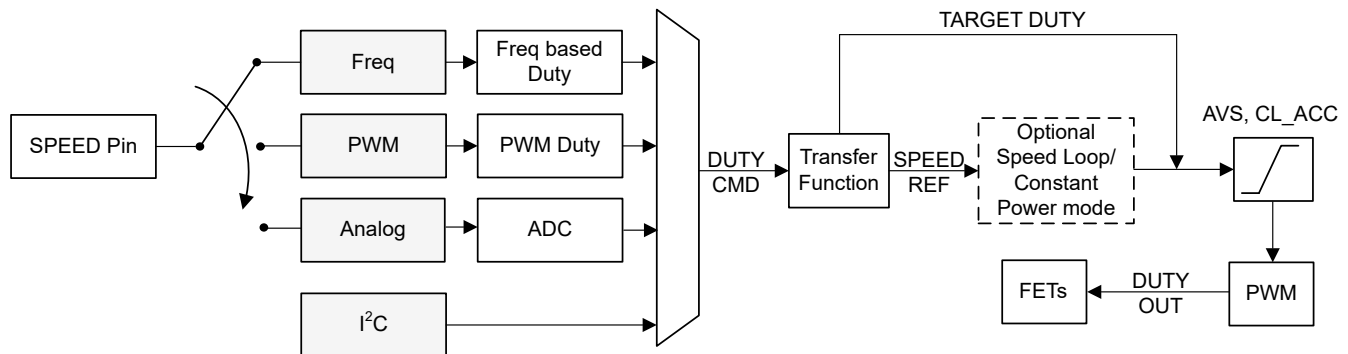 TARGET DUTY
Freq
Freq based
Duty
AVS, CL_ACC
SPEED Pin
PWM
PWM Duty
DUTY
CMD
Transfer
Function
SPEED
REF
Optional
Speed Loop/
Constant
Power mode
Analog
ADC
FETs
DUTY
OUT
PWM
I²C